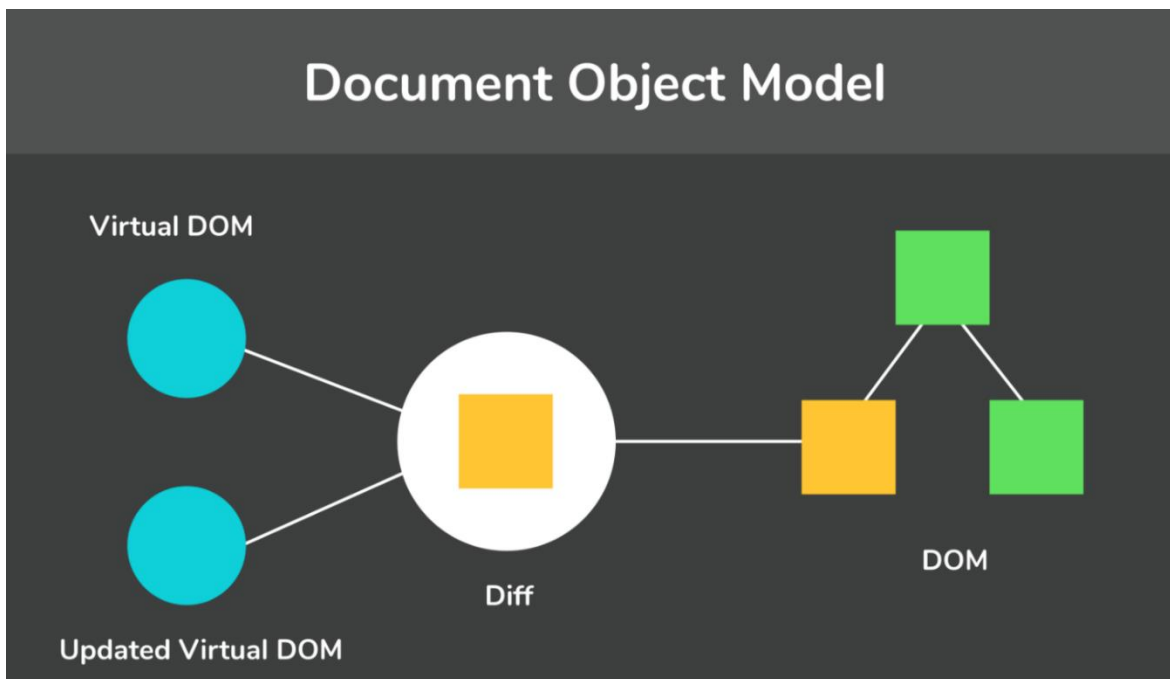 Document Object Model
Virtual DOM
Diff
DOM
Updated Virtual DOM